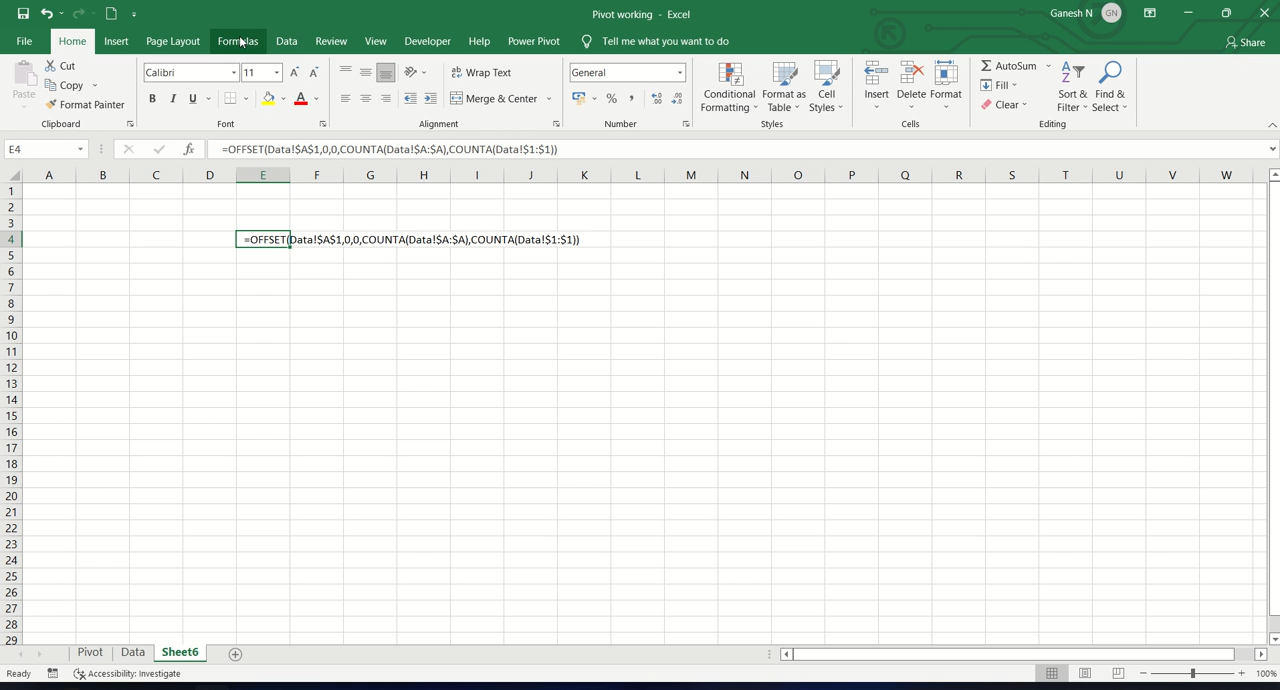 Pivot working - Excel
Ganesh N GN
File Home Insert Page Layout Formulas Data Review View Developer Help Power Pivot Tell me what you want to do Share
Paste Cut Copy Format Painter Clipboard
Calibri 11 A A B I U A Font
Wrap Text Merge & Center Alignment
General % , Number
Conditional Formatting Format as Table Cell Styles Styles
Insert Delete Format Cells
AutoSum Fill Clear Sort & Filter Find & Select Editing
E4 fx =OFFSET(Data!$A$1,0,0,COUNTA(Data!$A:$A),COUNTA(Data!$1:$1))
A B C D E F G H I J K L M N O P Q R S T U V W
1
2
3
4 =OFFSET(Data!$A$1,0,0,COUNTA(Data!$A:$A),COUNTA(Data!$1:$1))
5
6
7
8
9
10
11
12
13
14
15
16
17
18
19
20
21
22
23
24
25
26
27
28
29
Pivot Data Sheet6
Ready Accessibility: Investigate 100%